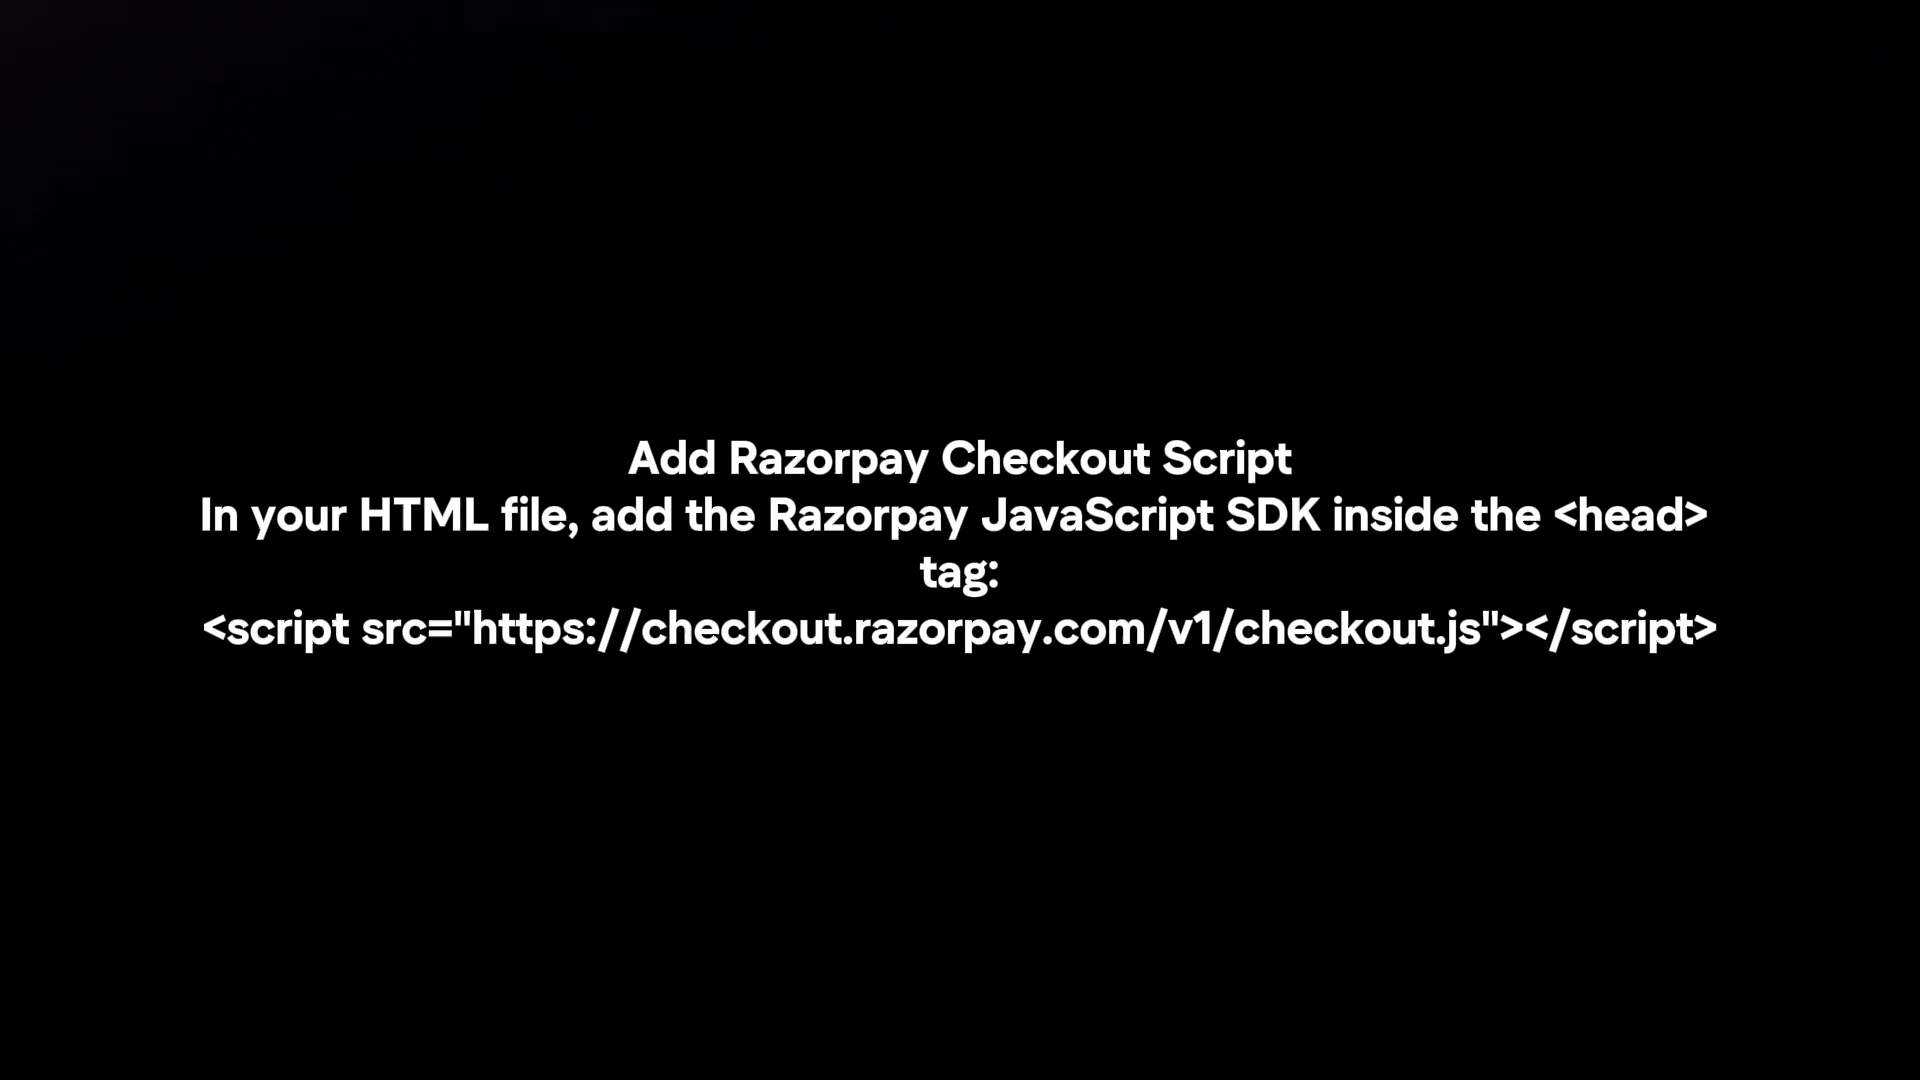 Add Razorpay Checkout Script
In your HTML file, add the Razorpay JavaScript SDK inside the <head>
tag:
<script src="https://checkout.razorpay.com/v1/checkout.js"></script>